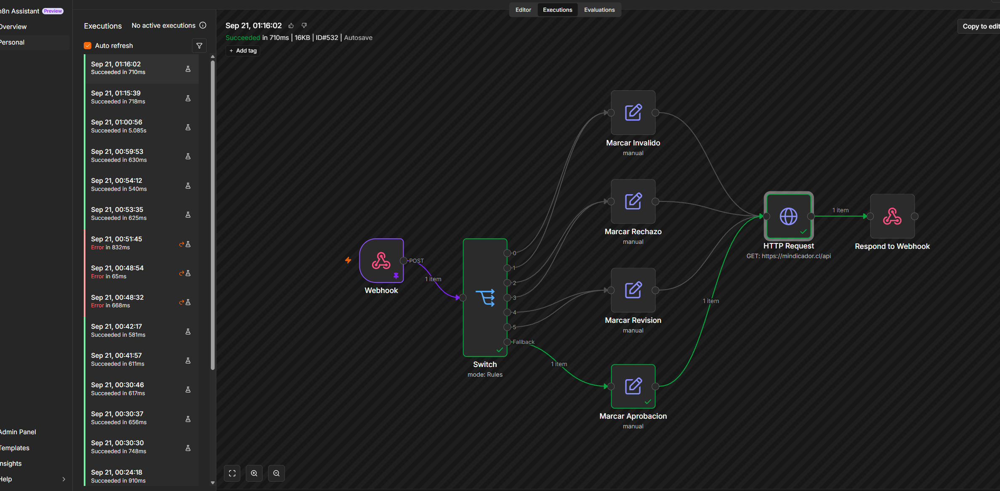 n8n Assistant Preview
Overview
Personal
Admin Panel
Templates
Insights
Help
Executions No active executions
Auto refresh
Sep 21, 01:16:02
Succeeded in 710ms
Sep 21, 01:15:39
Succeeded in 718ms
Sep 21, 01:00:56
Succeeded in 5.085s
Sep 21, 00:59:53
Succeeded in 630ms
Sep 21, 00:54:12
Succeeded in 540ms
Sep 21, 00:53:35
Succeeded in 625ms
Sep 21, 00:51:45
Error in 832ms
Sep 21, 00:48:54
Error in 65ms
Sep 21, 00:48:32
Error in 668ms
Sep 21, 00:42:17
Succeeded in 581ms
Sep 21, 00:41:57
Succeeded in 611ms
Sep 21, 00:30:46
Succeeded in 617ms
Sep 21, 00:30:37
Succeeded in 656ms
Sep 21, 00:30:30
Succeeded in 748ms
Sep 21, 00:24:18
Succeeded in 910ms
Editor Executions Evaluations
Sep 21, 01:16:02
Succeeded in 710ms | 16KB | ID#532 | Autosave
+ Add tag
Copy to edit
Webhook
POST
1 item
0
1
2
3
4
5
Fallback
Switch
mode: Rules
1 item
Marcar Invalido
manual
Marcar Rechazo
manual
Marcar Revision
manual
Marcar Aprobacion
manual
1 item
HTTP Request
GET: https://mindicador.cl/api
1 item
Respond to Webhook